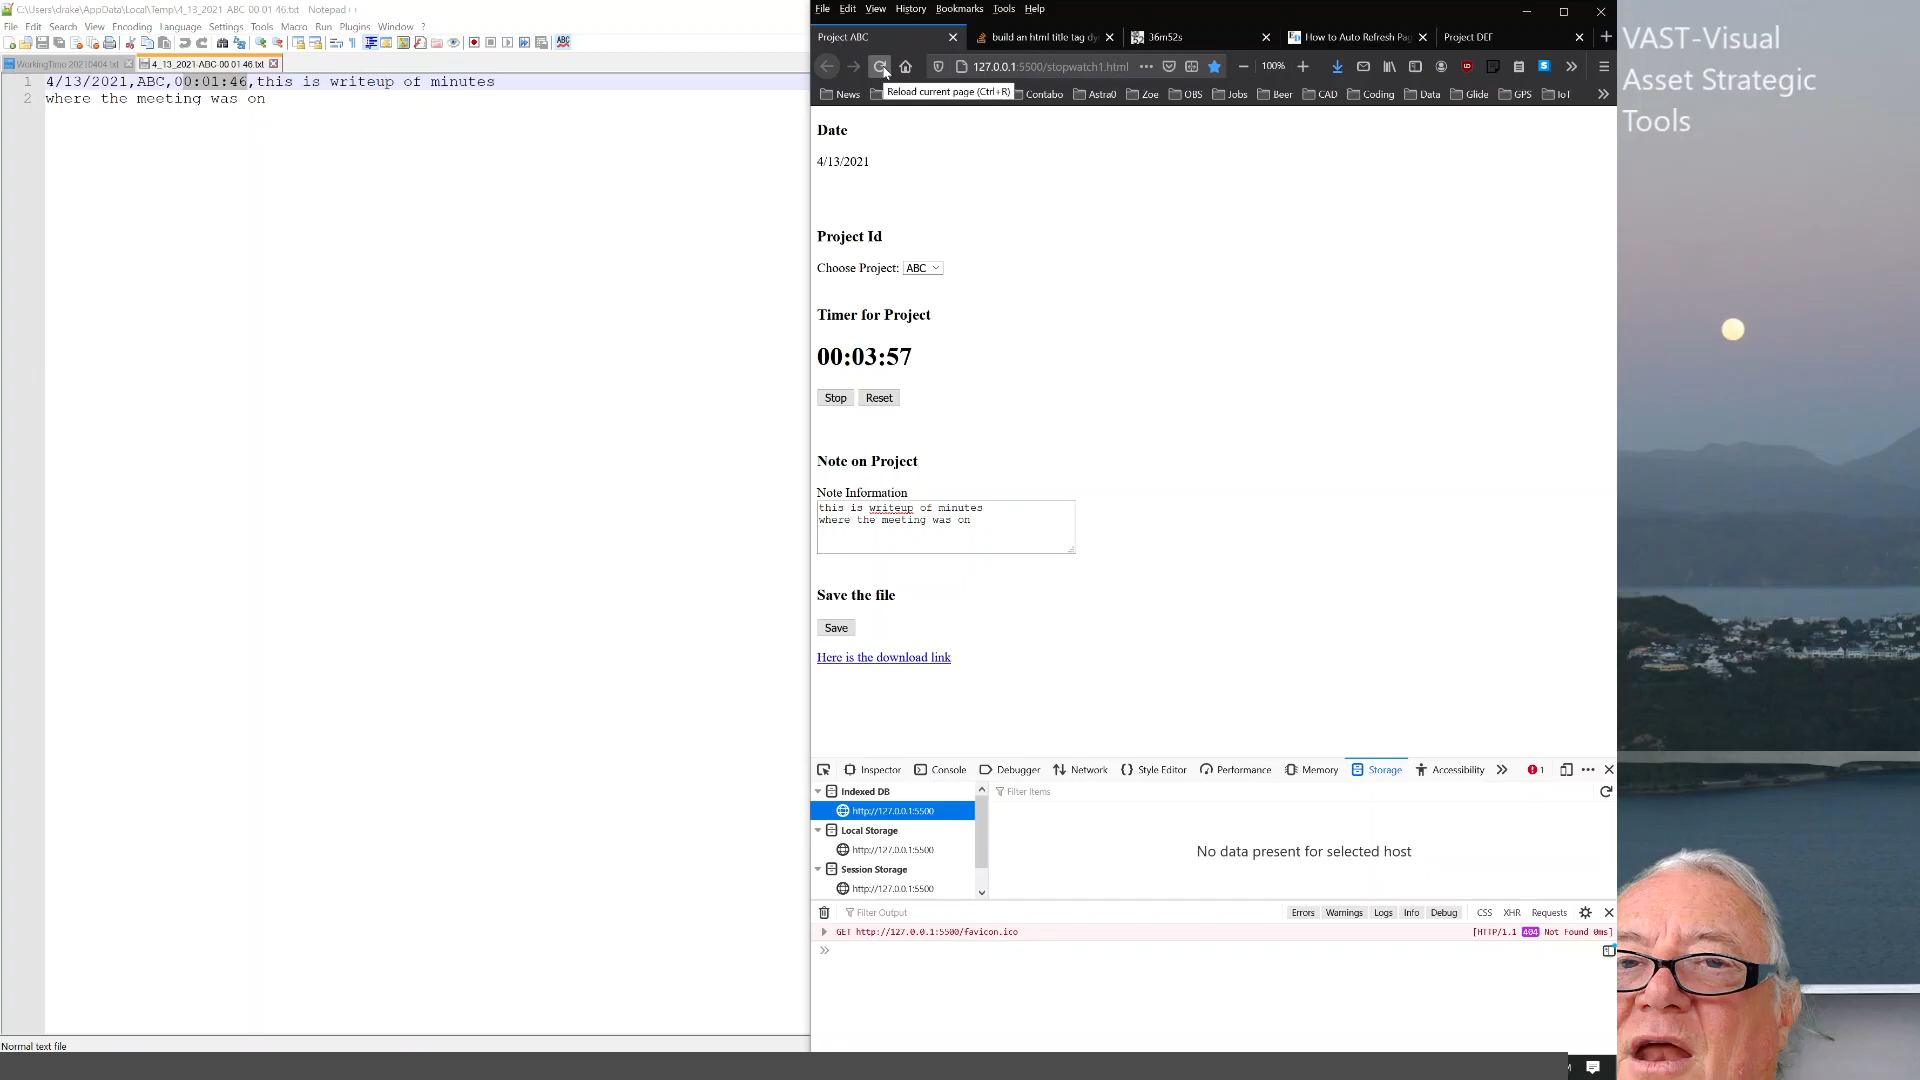 C:\Users\drake\AppData\Local\Temp\4_13_2021 ABC 00 01 46.txt Notepad++
File Edit Search View Encoding Language Settings Tools Macro Run Plugins Window ?
WorkingTimo 20210404.txt 4_13_2021-ABC-00 01 46.txt
1 4/13/2021,ABC,00:01:46,this is writeup of minutes
2 where the meeting was on
Normal text file
File Edit View History Bookmarks Tools Help
Project ABC build an html title tag dy 36m52s How to Auto Refresh Pag Project DEF
127.0.0.1:5500/stopwatch1.html 100%
Reload current page (Ctrl+R)
News Contabo Astra0 Zoe OBS Jobs Beer CAD Coding Data Glide GPS IoT
Date
4/13/2021
Project Id
Choose Project: ABC
Timer for Project
00:03:57
Stop Reset
Note on Project
Note Information
this is writeup of minutes
where the meeting was on
Save the file
Save
Here is the download link
Inspector Console Debugger Network Style Editor Performance Memory Storage Accessibility 1
Indexed DB
http://127.0.0.1:5500
Local Storage
http://127.0.0.1:5500
Session Storage
http://127.0.0.1:5500
Filter Items
No data present for selected host
Filter Output
Errors Warnings Logs Info Debug CSS XHR Requests
GET http://127.0.0.1:5500/favicon.ico [HTTP/1.1 404 Not Found 0ms]
VAST-Visual
Asset Strategic
Tools